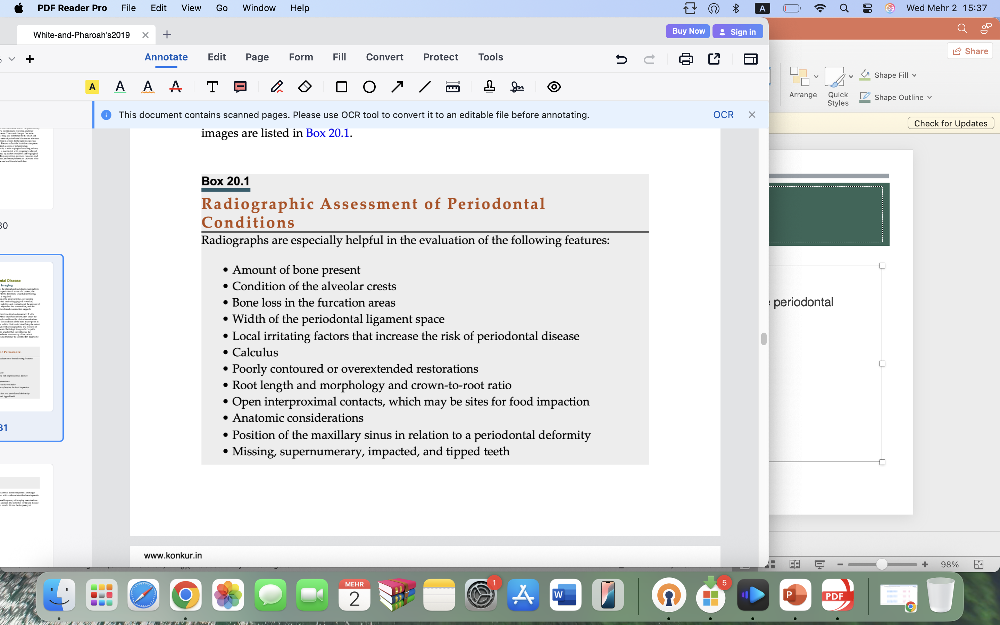 PDF Reader Pro File Edit View Go Window Help
A
Wed Mehr 2 15:37
White-and-Pharoah's2019
Buy Now
Sign in
Annotate Edit Page Form Fill Convert Protect Tools
Share
A A A A T
Arrange
Quick
Styles
Shape Fill
Shape Outline
This document contains scanned pages. Please use OCR tool to convert it to an editable file before annotating.
OCR
Check for Updates
images are listed in Box 20.1.
Box 20.1
Radiographic Assessment of Periodontal
Conditions
Radiographs are especially helpful in the evaluation of the following features:
• Amount of bone present
• Condition of the alveolar crests
• Bone loss in the furcation areas
• Width of the periodontal ligament space
• Local irritating factors that increase the risk of periodontal disease
• Calculus
• Poorly contoured or overextended restorations
• Root length and morphology and crown-to-root ratio
• Open interproximal contacts, which may be sites for food impaction
• Anatomic considerations
• Position of the maxillary sinus in relation to a periodontal deformity
• Missing, supernumerary, impacted, and tipped teeth
www.konkur.in
30
ntal Disease
Imaging
of Periodontal
31
periodontal
98%
MEHR
2
1
W
5
P
PDF